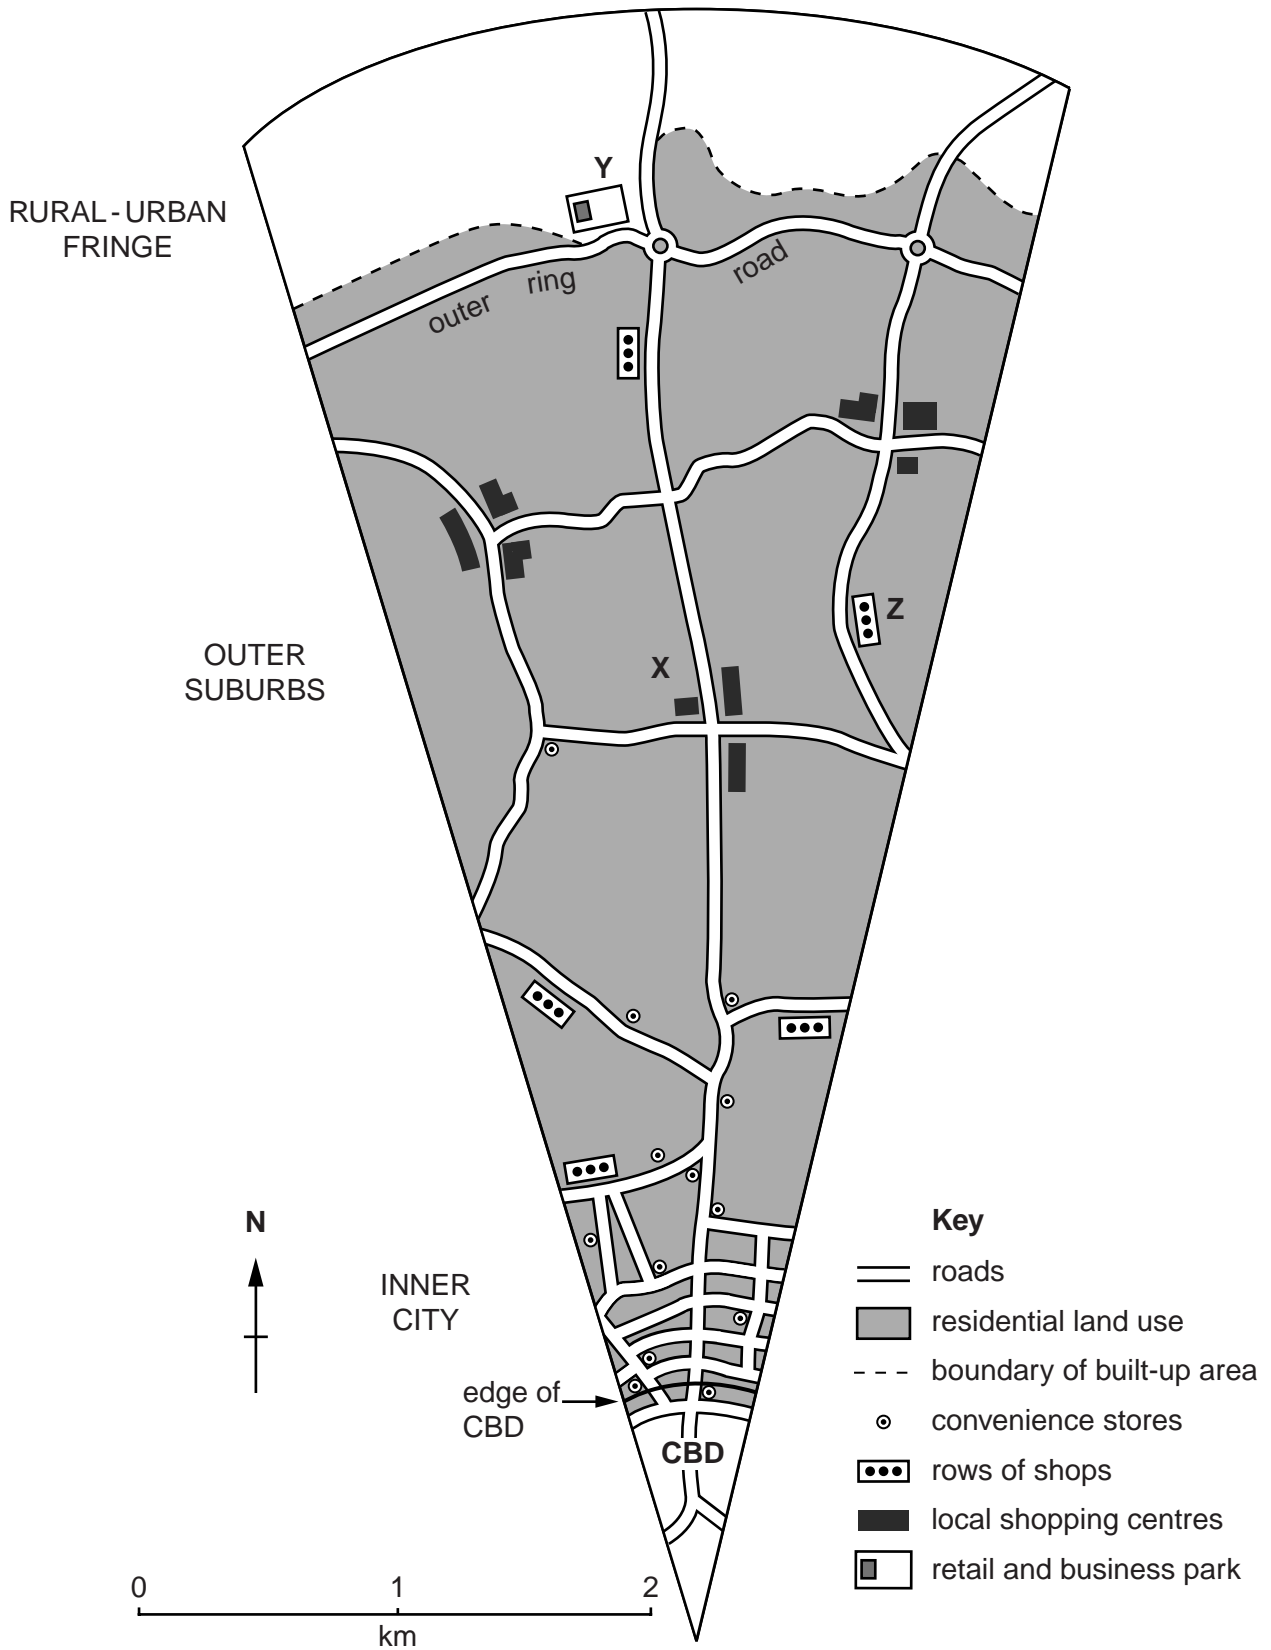 Y
RURAL - URBAN
FRINGE
outer ring road
Z
OUTER
SUBURBS
X
N
INNER
CITY
edge of
CBD
CBD
Key
roads
residential land use
boundary of built-up area
convenience stores
rows of shops
local shopping centres
retail and business park
0 1 2
km